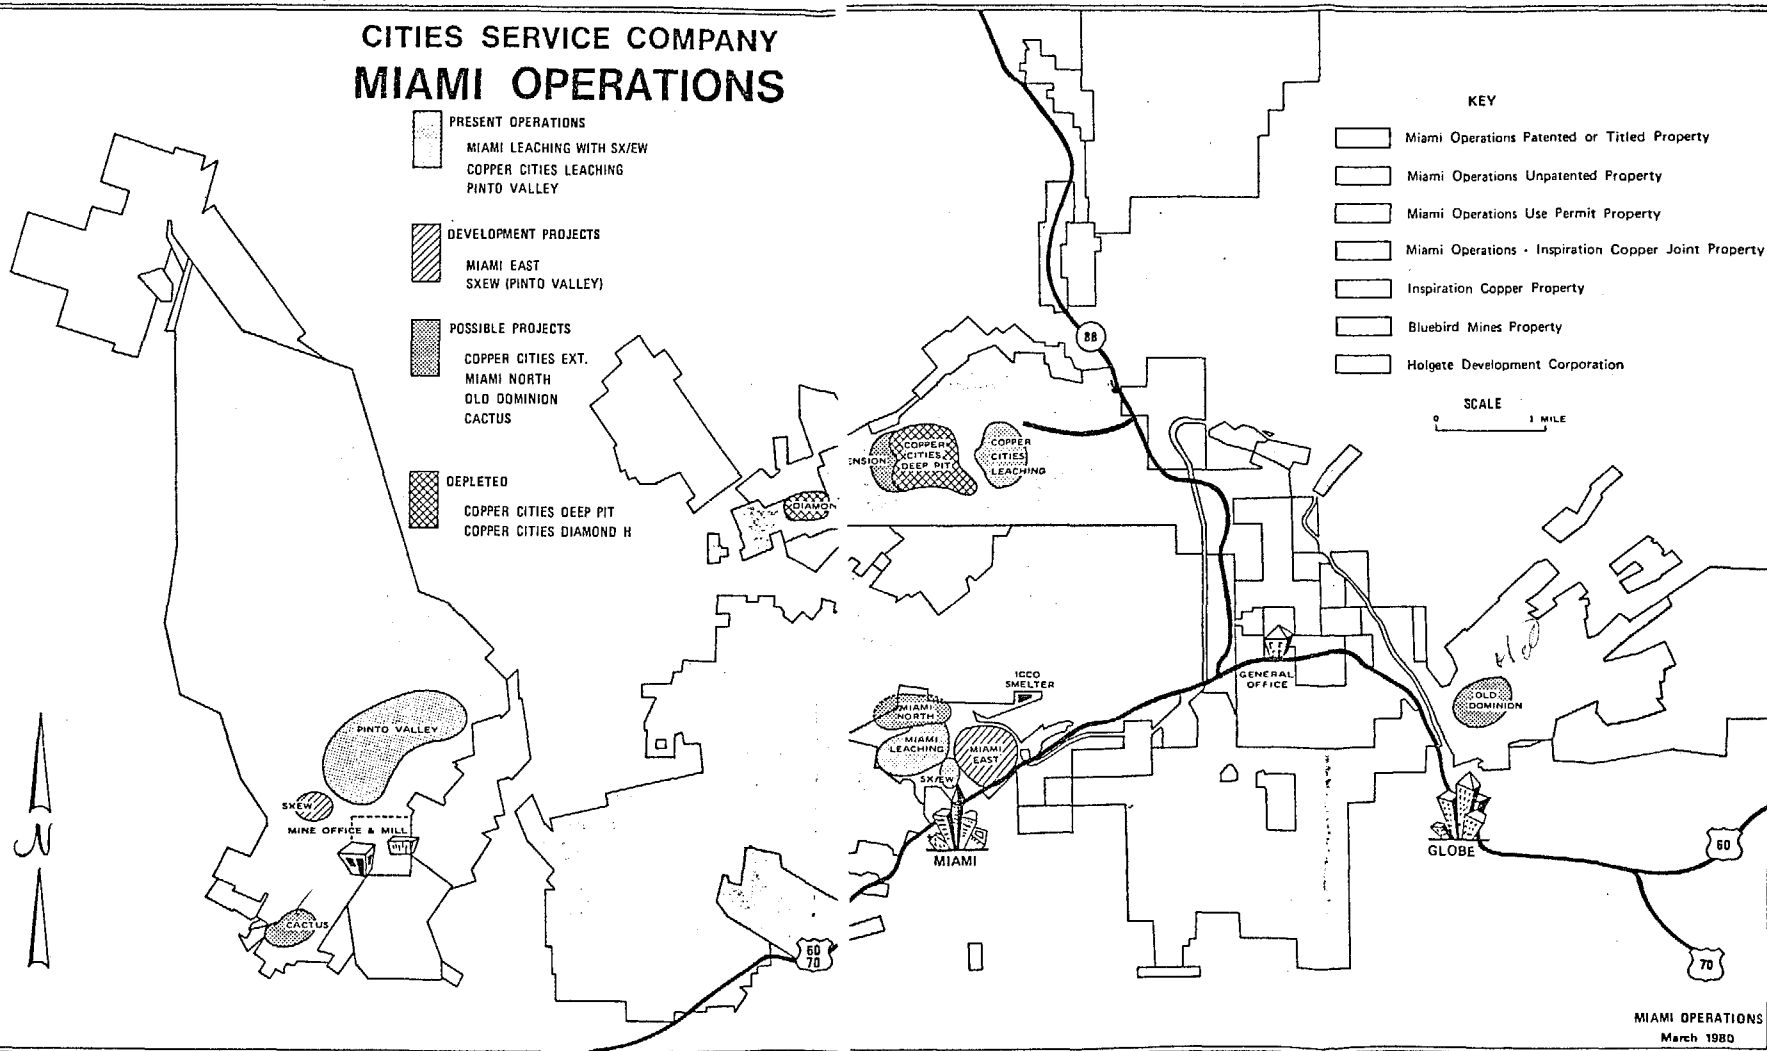 CITIES SERVICE COMPANY
MIAMI OPERATIONS
PRESENT OPERATIONS
MIAMI LEACHING WITH SX/EW
COPPER CITIES LEACHING
PINTO VALLEY
DEVELOPMENT PROJECTS
MIAMI EAST
SXEW (PINTO VALLEY)
POSSIBLE PROJECTS
COPPER CITIES EXT.
MIAMI NORTH
OLD DOMINION
CACTUS
DEPLETED
COPPER CITIES DEEP PIT
COPPER CITIES DIAMOND H
KEY
Miami Operations Patented or Titled Property
Miami Operations Unpatented Property
Miami Operations Use Permit Property
Miami Operations - Inspiration Copper Joint Property
Inspiration Copper Property
Bluebird Mines Property
Holgate Development Corporation
SCALE
0 1 MILE
88
ENSION
COPPER
CITIES
DEEP PIT
COPPER
CITIES
LEACHING
DIAMON
ICCO
SMELTER
GENERAL
OFFICE
OLD
DOMINION
MIAMI
NORTH
MIAMI
LEACHING
MIAMI
EAST
SX/EW
PINTO VALLEY
SXEW
MINE OFFICE & MILL
CACTUS
N
MIAMI
GLOBE
60
60
70
70
MIAMI OPERATIONS
March 1980